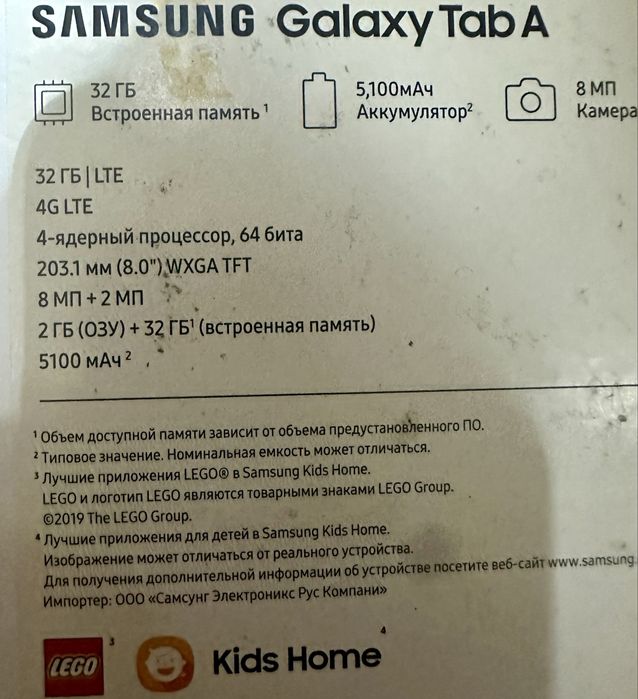 SAMSUNG Galaxy Tab A
32 ГБ
Встроенная память ¹
5,100мАч
Аккумулятор²
8 МП
Камера
32 ГБ | LTE
4G LTE
4-ядерный процессор, 64 бита
203.1 мм (8.0") WXGA TFT
8 МП + 2 МП
2 ГБ (ОЗУ) + 32 ГБ¹ (встроенная память)
5100 мАч ²
¹ Объем доступной памяти зависит от объема предустановленного ПО.
² Типовое значение. Номинальная емкость может отличаться.
³ Лучшие приложения LEGO® в Samsung Kids Home.
LEGO и логотип LEGO являются товарными знаками LEGO Group.
©2019 The LEGO Group.
⁴ Лучшие приложения для детей в Samsung Kids Home.
Изображение может отличаться от реального устройства.
Для получения дополнительной информации об устройстве посетите веб-сайт www.samsung.
Импортер: ООО «Самсунг Электроникс Рус Компани»
LEGO ³
Kids Home ⁴